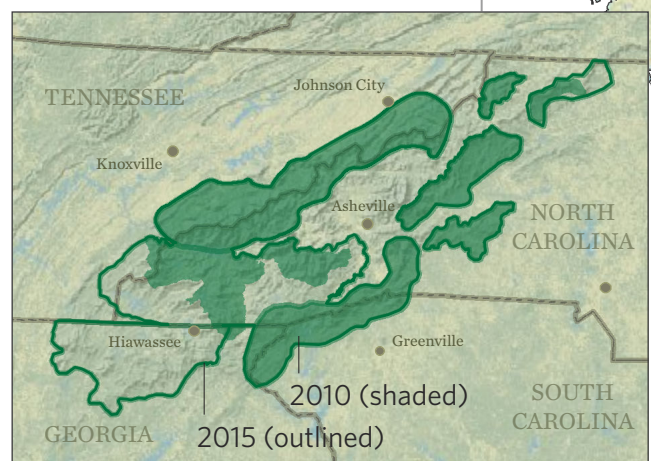 Johnson City
TENNESSEE
Knoxville
Asheville
NORTH
CAROLINA
Hiawassee
Greenville
2010 (shaded)
SOUTH
CAROLINA
GEORGIA
2015 (outlined)